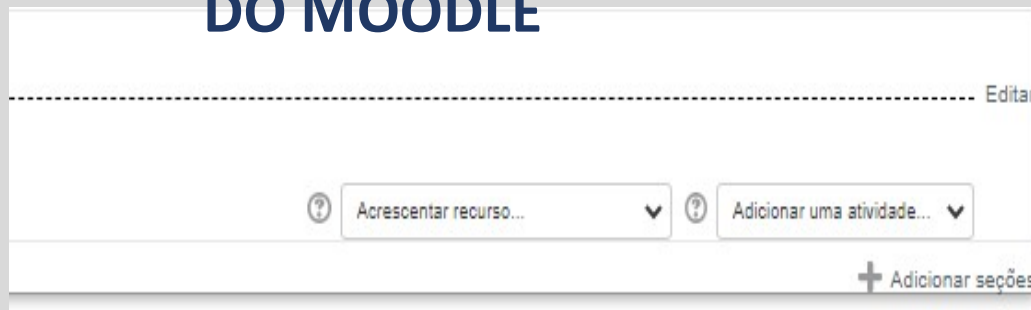 DO MOODLE
Editar
Acrescentar recurso... Adicionar uma atividade...
Adicionar seções